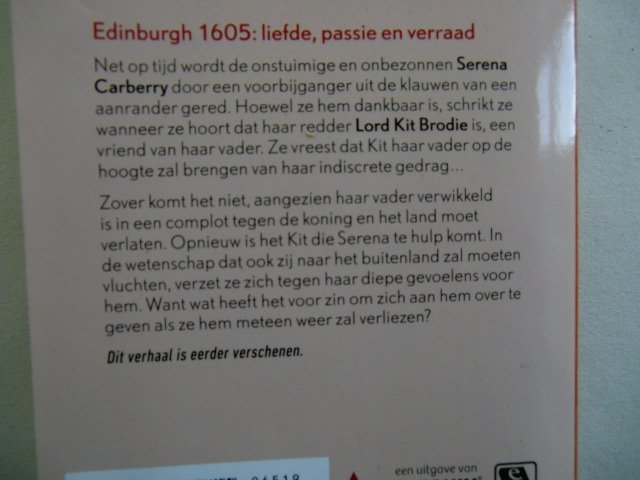 Edinburgh 1605: liefde, passie en verraad
Net op tijd wordt de onstuimige en onbezonnen Serena
Carberry door een voorbijganger uit de klauwen van een
aanrander gered. Hoewel ze hem dankbaar is, schrikt ze
wanneer ze hoort dat haar redder Lord Kit Brodie is, een
vriend van haar vader. Ze vreest dat Kit haar vader op de
hoogte zal brengen van haar indiscrete gedrag...
Zover komt het niet, aangezien haar vader verwikkeld
is in een complot tegen de koning en het land moet
verlaten. Opnieuw is het Kit die Serena te hulp komt. In
de wetenschap dat ook zij naar het buitenland zal moeten
vluchten, verzet ze zich tegen haar diepe gevoelens voor
hem. Want wat heeft het voor zin om zich aan hem over te
geven als ze hem meteen weer zal verliezen?
Dit verhaal is eerder verschenen.
een uitgave van